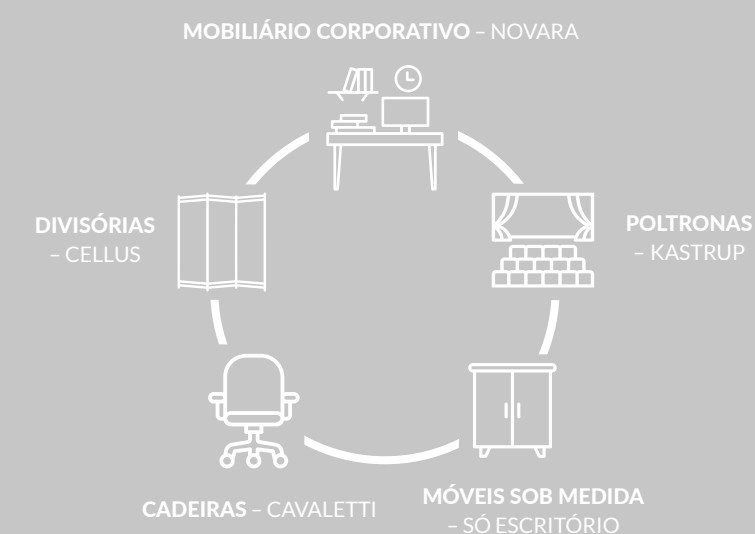 MOBILIÁRIO CORPORATIVO – NOVARA
DIVISÓRIAS
– CELLUS
POLTRONAS
– KASTRUP
CADEIRAS – CAVALETTI
MÓVEIS SOB MEDIDA
– SÓ ESCRITÓRIO